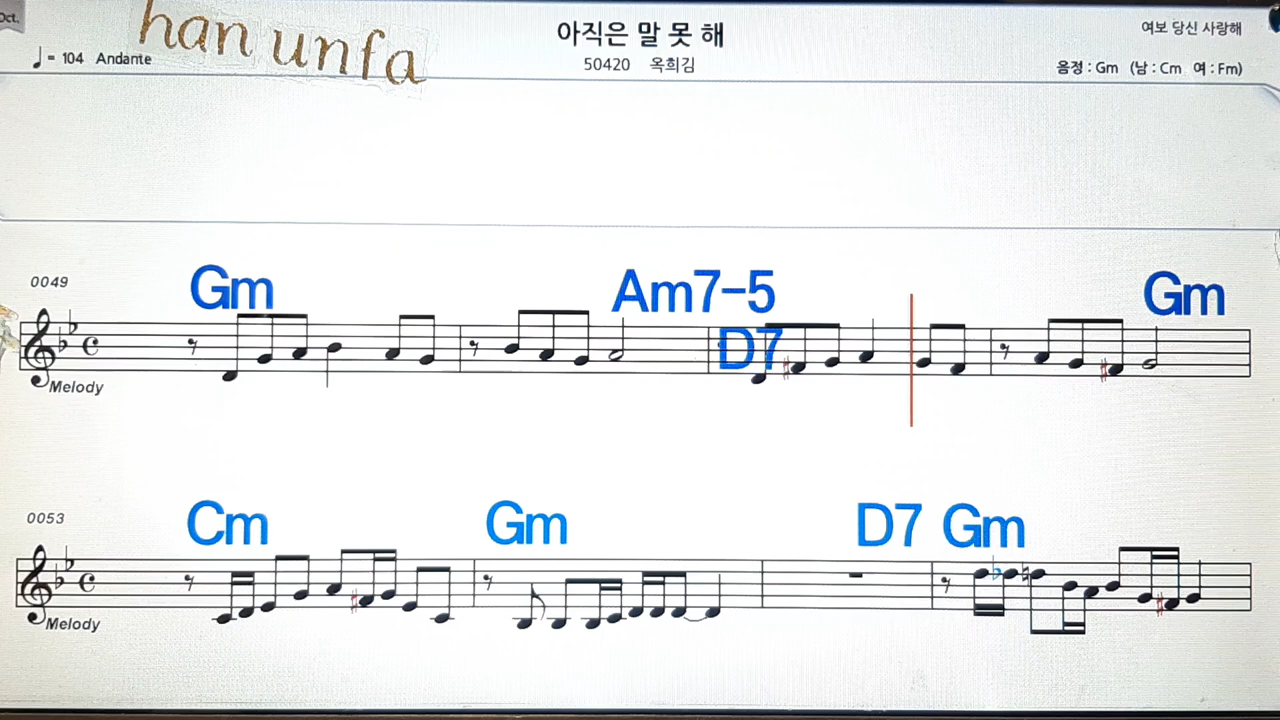 Oct.
han unfa
아직은 말 못 해
여보 당신 사랑해
♩= 104 Andante
50420 옥희김
음정 : Gm (남 : Cm 여 : Fm)
0049
Gm Am7-5 Gm
D7
Melody
0053
Cm Gm D7 Gm
Melody